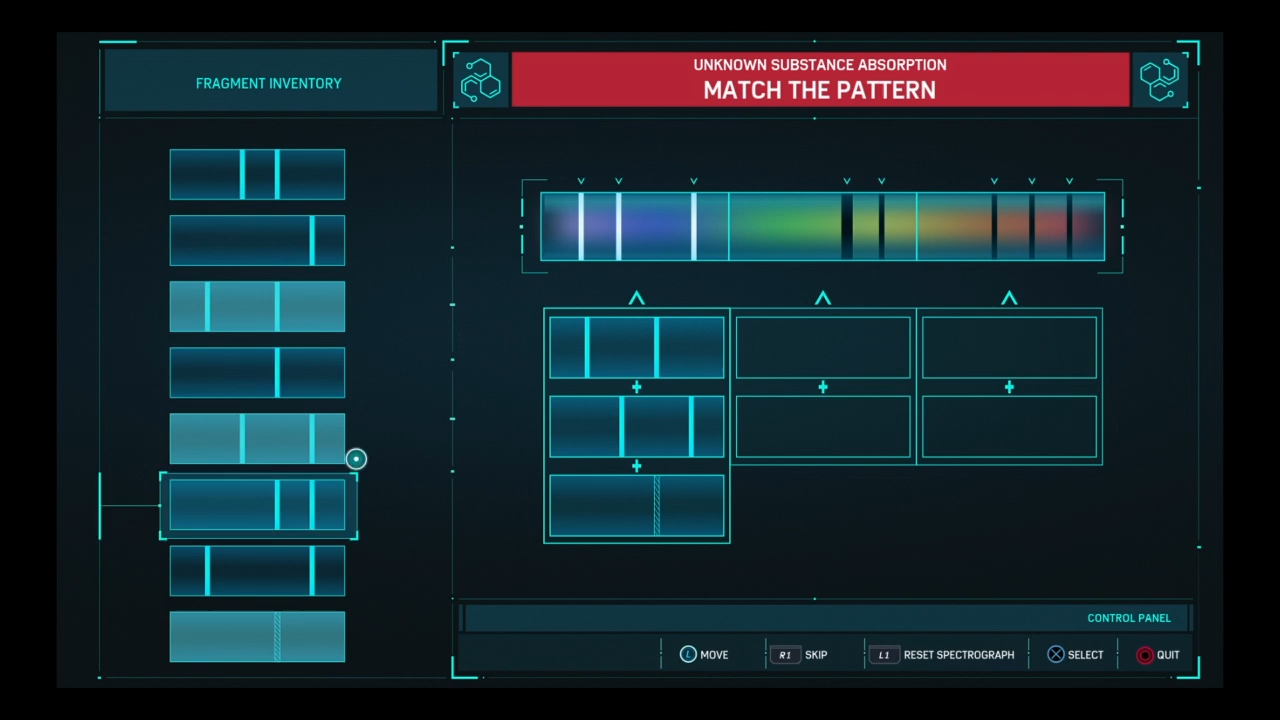 FRAGMENT INVENTORY
UNKNOWN SUBSTANCE ABSORPTION
MATCH THE PATTERN
CONTROL PANEL
L MOVE
R1 SKIP
L1 RESET SPECTROGRAPH
SELECT
QUIT